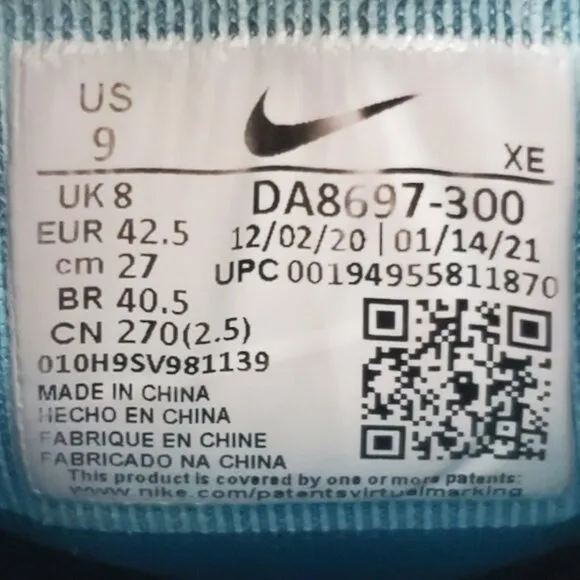 US
9
XE
UK 8
DA8697-300
EUR 42.5
12/02/20 | 01/14/21
cm 27
UPC 00194955811870
BR 40.5
CN 270(2.5)
010H9SV981139
MADE IN CHINA
HECHO EN CHINA
FABRIQUE EN CHINE
FABRICADO NA CHINA
This product is covered by one or more patents:
www.nike.com/patentsvirtualmarking